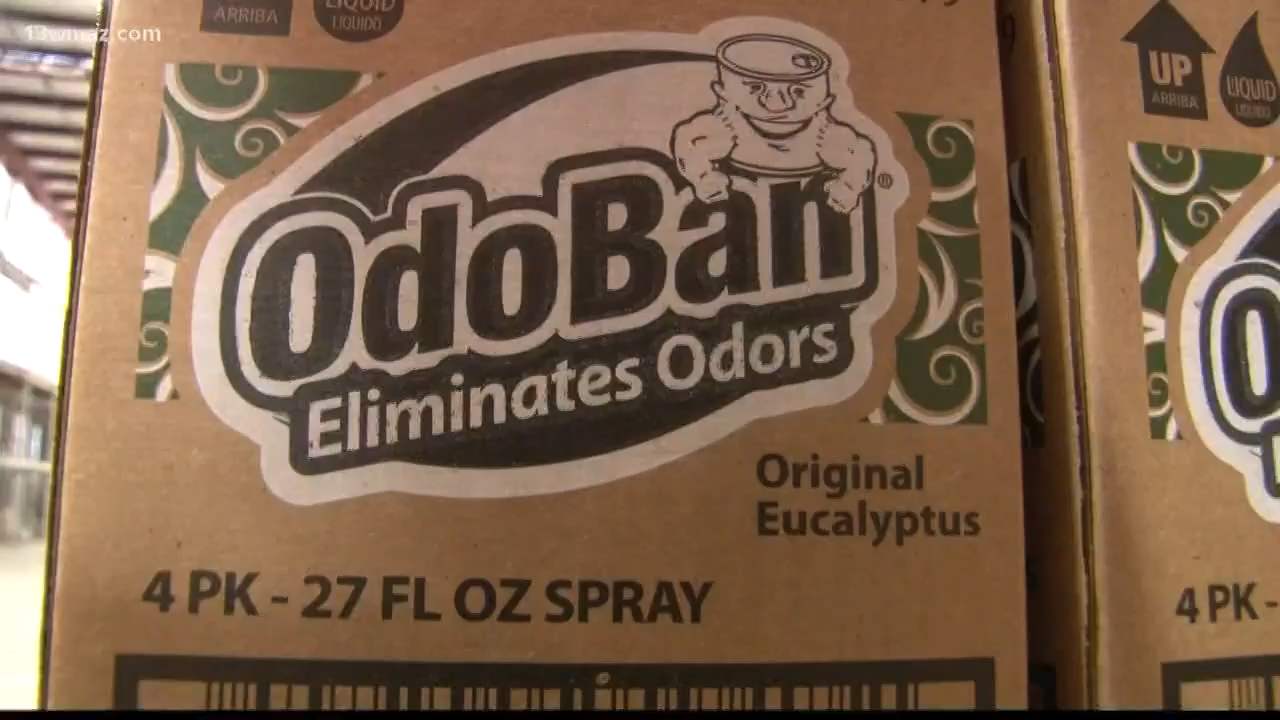 13wmaz.com
ARRIBA
LIQUID
LIQUIDO
OdoBan®
Eliminates Odors
Original
Eucalyptus
4 PK - 27 FL OZ SPRAY
UP
ARRIBA
LIQUID
LIQUIDO
4 PK -